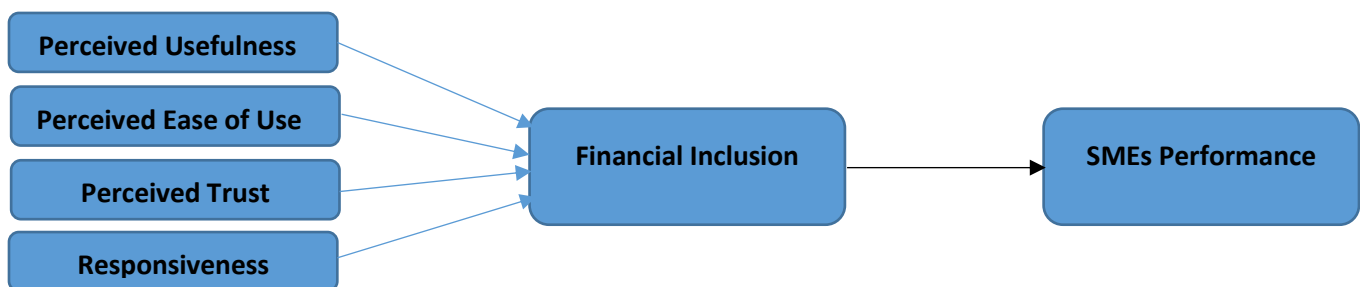 Perceived Usefulness
Perceived Ease of Use
Perceived Trust
Responsiveness
Financial Inclusion
SMEs Performance